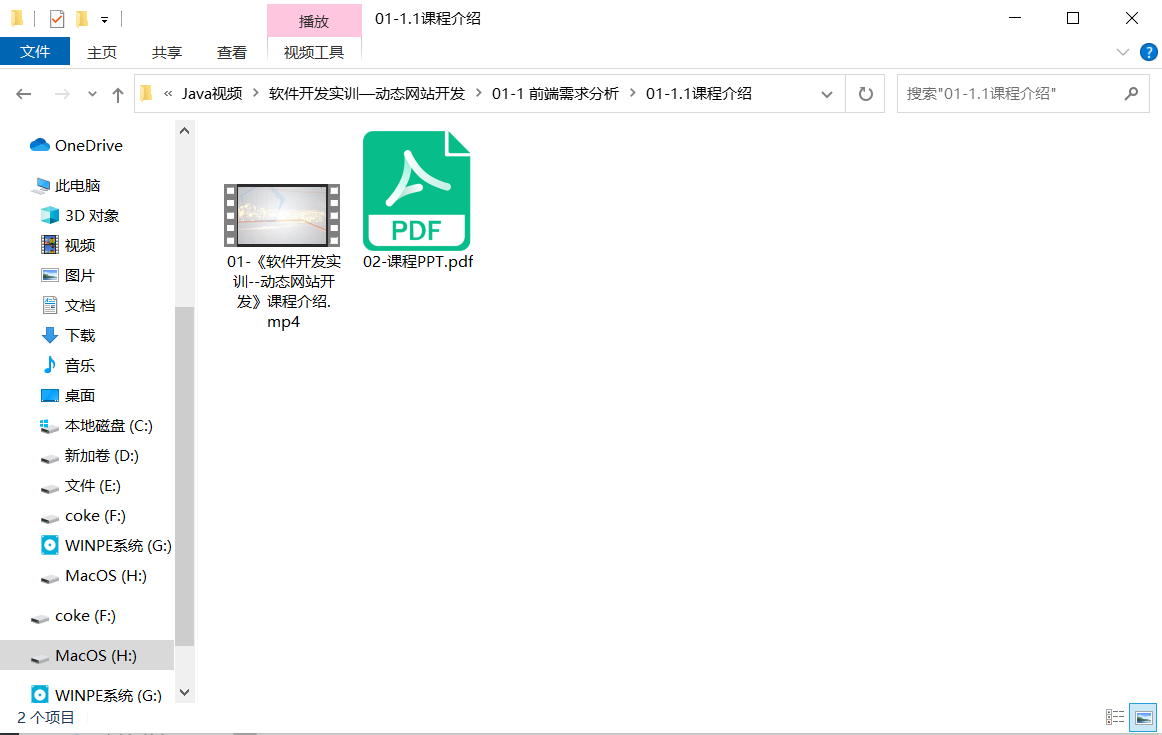 播放
01-1.1课程介绍
文件
主页
共享
查看
视频工具
?
« Java视频 > 软件开发实训—动态网站开发 > 01-1 前端需求分析 > 01-1.1课程介绍
搜索"01-1.1课程介绍"
OneDrive
此电脑
3D 对象
视频
图片
文档
下载
音乐
桌面
本地磁盘 (C:)
新加卷 (D:)
文件 (E:)
coke (F:)
WINPE系统 (G:)
MacOS (H:)
coke (F:)
MacOS (H:)
WINPE系统 (G:)
01-《软件开发实
训--动态网站开
发》课程介绍.
mp4
PDF
02-课程PPT.pdf
2 个项目